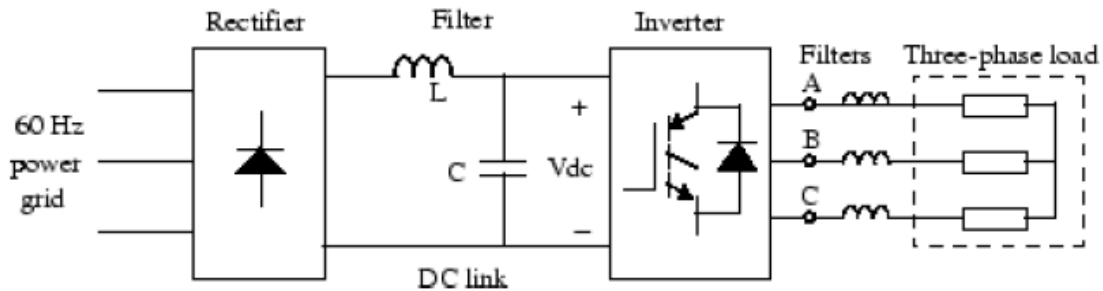 Rectifier
Filter
Inverter
Filters
Three-phase load
60 Hz
power
grid
L
C
+
Vdc
−
A
B
C
DC link